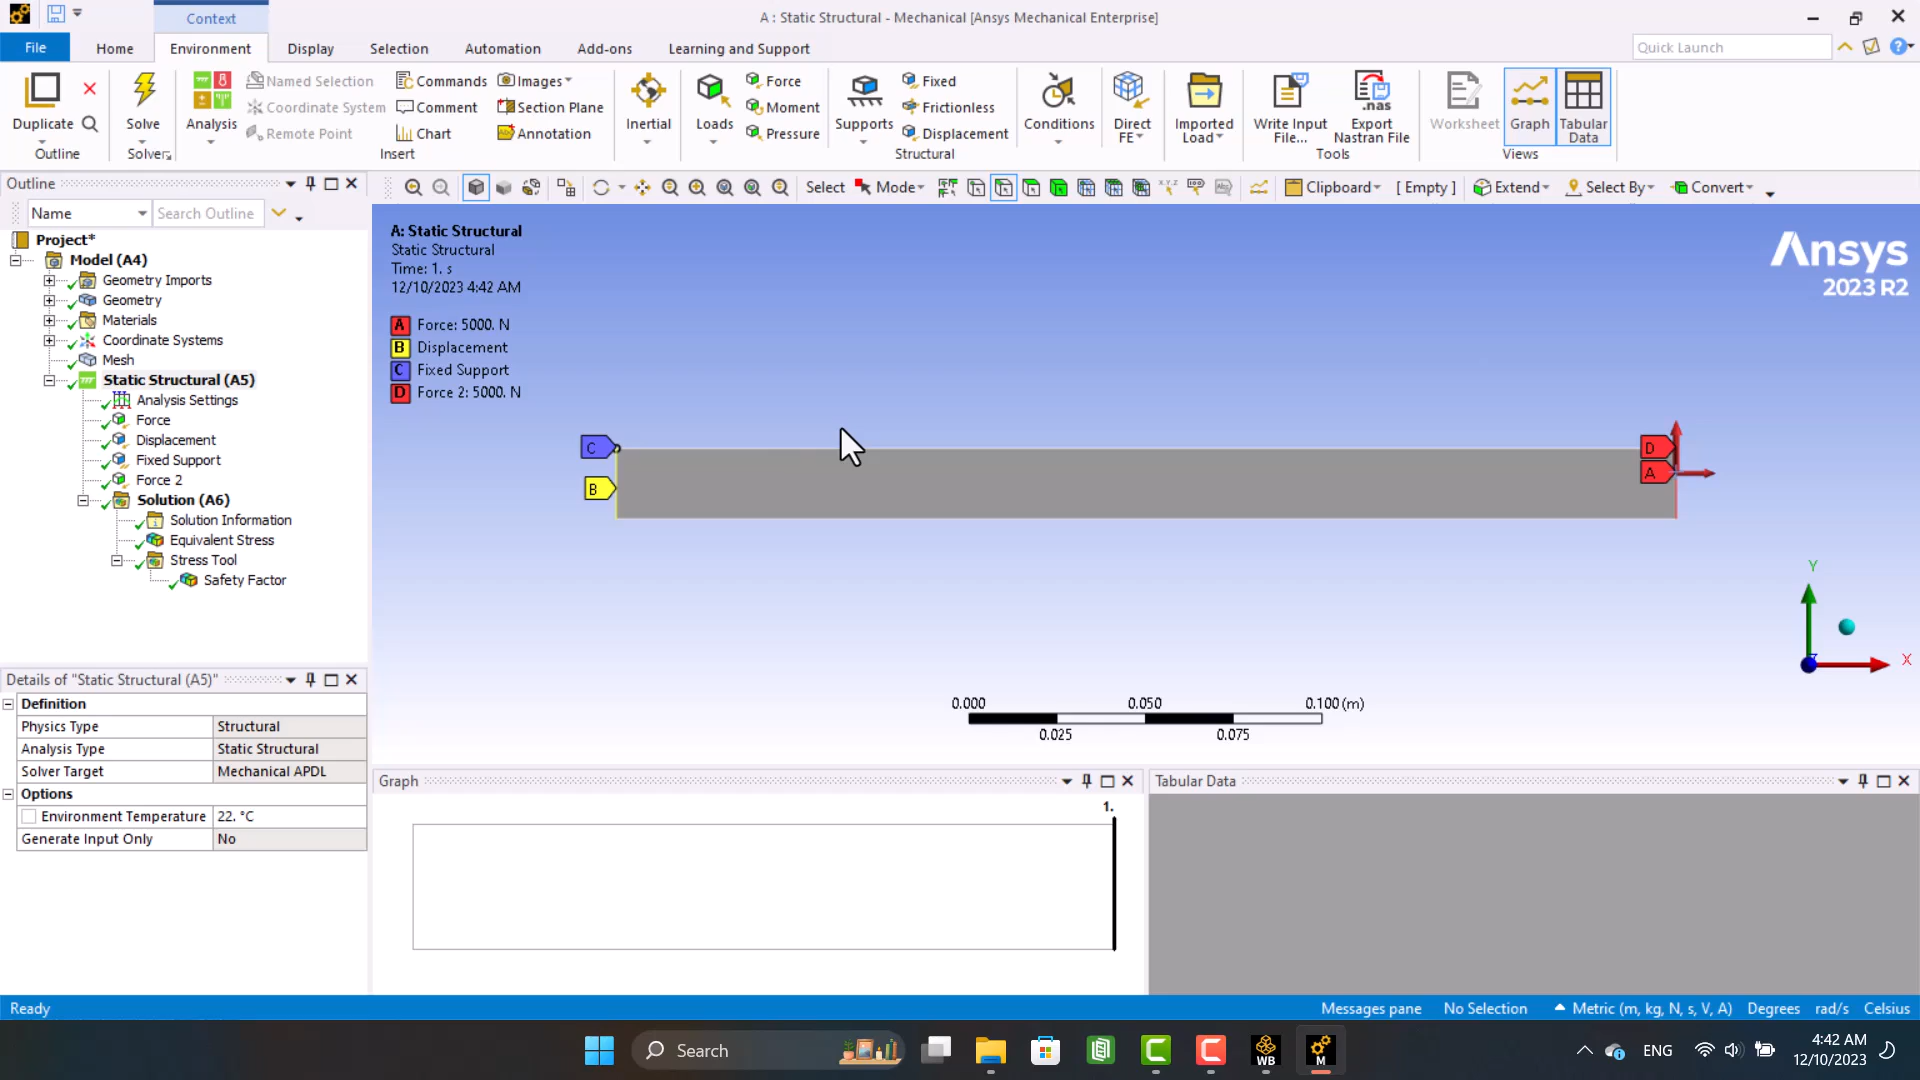 Context
A : Static Structural - Mechanical [Ansys Mechanical Enterprise]
File
Home
Environment
Display
Selection
Automation
Add-ons
Learning and Support
Quick Launch
Duplicate
Outline
Solve
Solver
Analysis
Named Selection
Coordinate System
Remote Point
Commands
Comment
Chart
Images
Section Plane
Annotation
Insert
Inertial
Loads
Force
Moment
Pressure
Supports
Fixed
Frictionless
Displacement
Structural
Conditions
Direct
FE
Imported
Load
Write Input
File...
.nas
Export
Nastran File
Tools
Worksheet
Graph
Tabular
Data
Views
Outline
Select
Mode
Clipboard
[ Empty ]
Extend
Select By
Convert
Name
Search Outline
Project*
Model (A4)
Geometry Imports
Geometry
Materials
Coordinate Systems
Mesh
Static Structural (A5)
Analysis Settings
Force
Displacement
Fixed Support
Force 2
Solution (A6)
Solution Information
Equivalent Stress
Stress Tool
Safety Factor
A: Static Structural
Static Structural
Time: 1. s
12/10/2023 4:42 AM
A Force: 5000. N
B Displacement
C Fixed Support
D Force 2: 5000. N
Ansys
2023 R2
C
B
D
A
Y
X
Z
0.000 0.050 0.100 (m)
0.025 0.075
Details of "Static Structural (A5)"
Definition
Physics Type Structural
Analysis Type Static Structural
Solver Target Mechanical APDL
Options
Environment Temperature 22. °C
Generate Input Only No
Graph
1.
Tabular Data
Ready
Messages pane
No Selection
Metric (m, kg, N, s, V, A)
Degrees
rad/s
Celsius
Search
WB
M
ENG
4:42 AM
12/10/2023